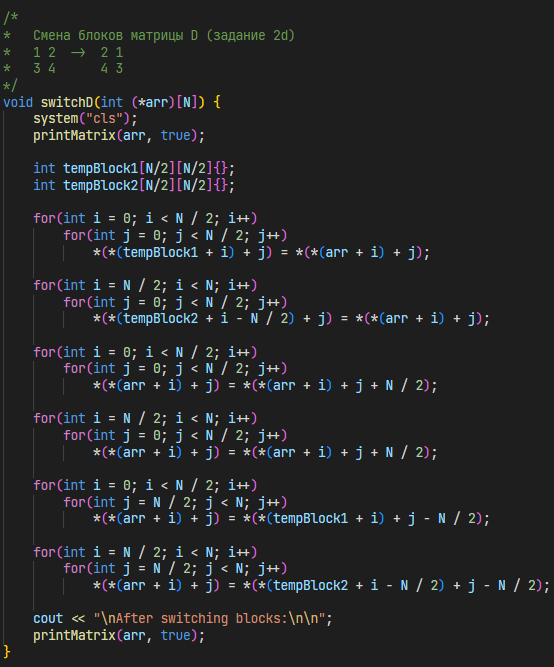 /*
*   Смена блоков матрицы D (задание 2d)
*   1 2  ->  2 1
*   3 4      4 3
*/
void switchD(int (*arr)[N]) {
    system("cls");
    printMatrix(arr, true);
    int tempBlock1[N/2][N/2]{};
    int tempBlock2[N/2][N/2]{};
    for(int i = 0; i < N / 2; i++)
        for(int j = 0; j < N / 2; j++)
            *(*(tempBlock1 + i) + j) = *(*(arr + i) + j);
    for(int i = N / 2; i < N; i++)
        for(int j = 0; j < N / 2; j++)
            *(*(tempBlock2 + i - N / 2) + j) = *(*(arr + i) + j);
    for(int i = 0; i < N / 2; i++)
        for(int j = 0; j < N / 2; j++)
            *(*(arr + i) + j) = *(*(arr + i) + j + N / 2);
    for(int i = N / 2; i < N; i++)
        for(int j = 0; j < N / 2; j++)
            *(*(arr + i) + j) = *(*(arr + i) + j + N / 2);
    for(int i = 0; i < N / 2; i++)
        for(int j = N / 2; j < N; j++)
            *(*(arr + i) + j) = *(*(tempBlock1 + i) + j - N / 2);
    for(int i = N / 2; i < N; i++)
        for(int j = N / 2; j < N; j++)
            *(*(arr + i) + j) = *(*(tempBlock2 + i - N / 2) + j - N / 2);
    cout << "\nAfter switching blocks:\n\n";
    printMatrix(arr, true);
}